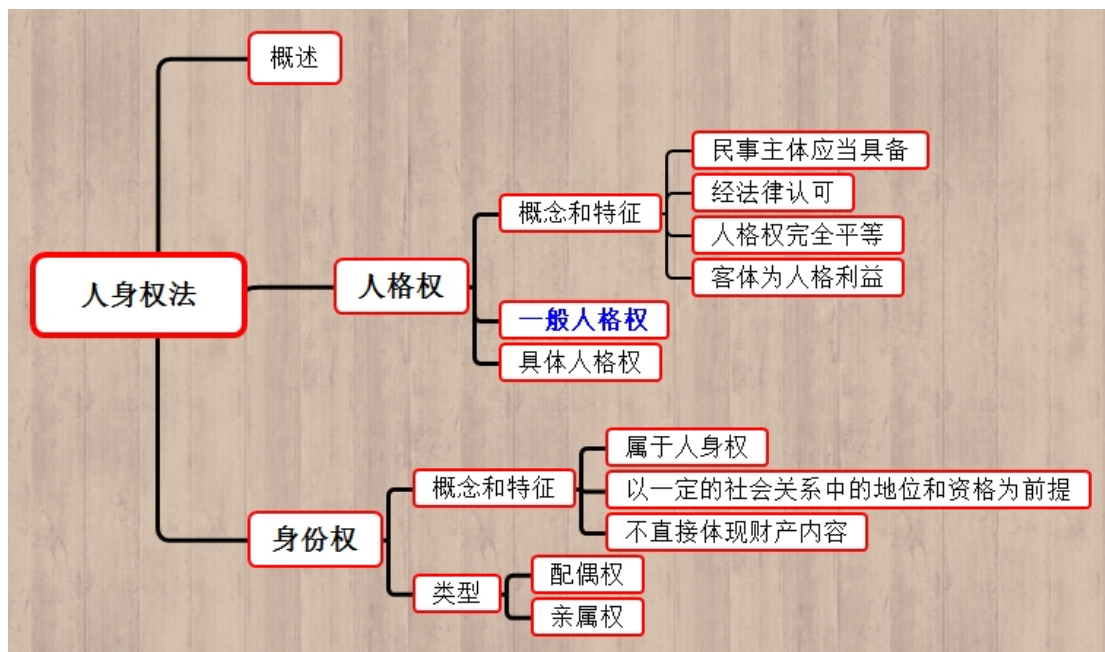 人身权法
概述
人格权
概念和特征
民事主体应当具备
经法律认可
人格权完全平等
客体为人格利益
一般人格权
具体人格权
身份权
概念和特征
属于人身权
以一定的社会关系中的地位和资格为前提
不直接体现财产内容
类型
配偶权
亲属权